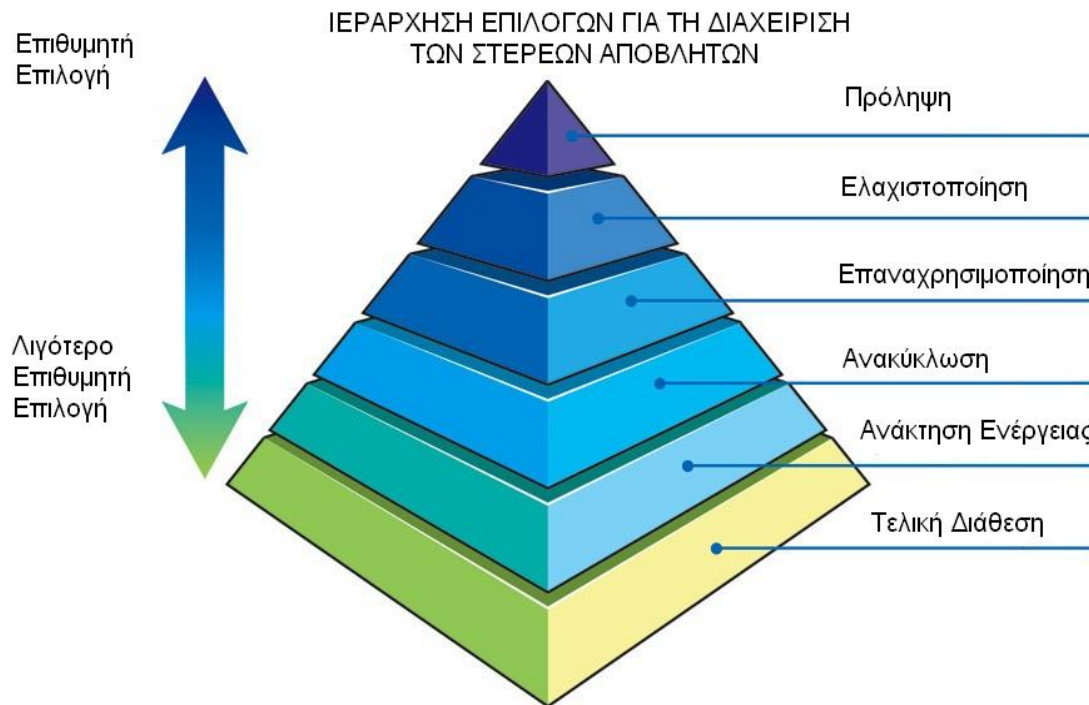 ΙΕΡΑΡΧΗΣΗ ΕΠΙΛΟΓΩΝ ΓΙΑ ΤΗ ΔΙΑΧΕΙΡΙΣΗ
ΤΩΝ ΣΤΕΡΕΩΝ ΑΠΟΒΛΗΤΩΝ
Επιθυμητή
Επιλογή
Πρόληψη
Ελαχιστοποίηση
Επαναχρησιμοποίηση
Λιγότερο
Επιθυμητή
Επιλογή
Ανακύκλωση
Ανάκτηση Ενέργειας
Τελική Διάθεση